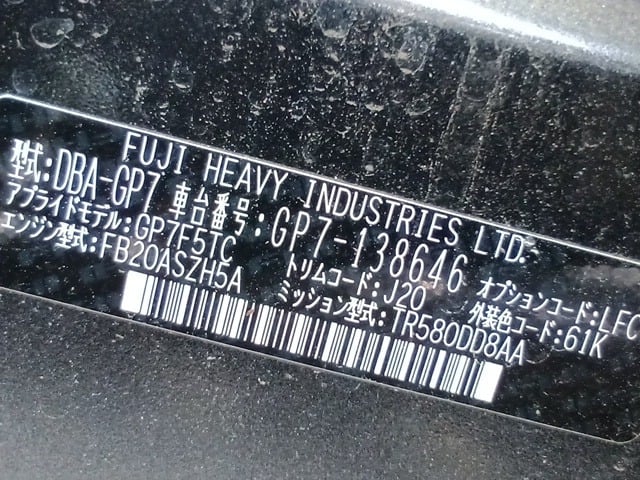 FUJI HEAVY INDUSTRIES LTD.
型式:DBA-GP7 車台番号:GP7-138646
アプライドモデル:GP7F5TC トリムコード:J20 オプションコード:LFC
エンジン型式:FB20ASZH5A ミッション型式:TR580DD8AA 外装色コード:61K